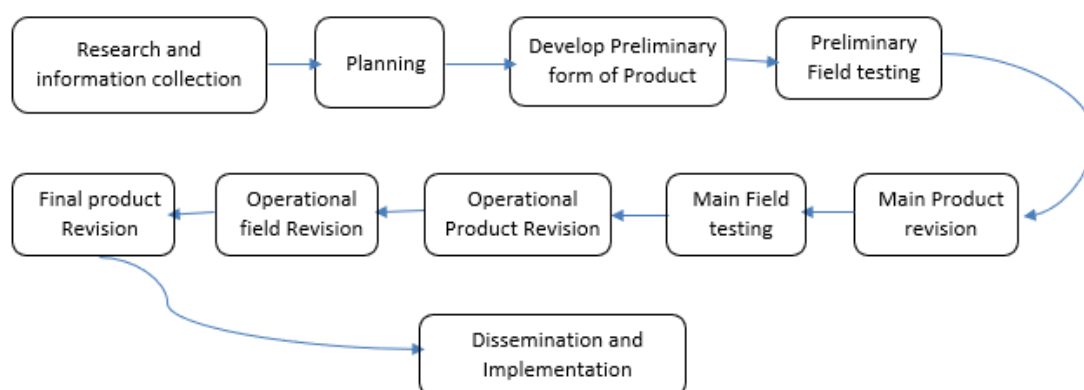 Research and
information collection
Planning
Develop Preliminary
form of Product
Preliminary
Field testing
Main Product
revision
Main Field
testing
Operational
Product Revision
Operational
field Revision
Final product
Revision
Dissemination and
Implementation